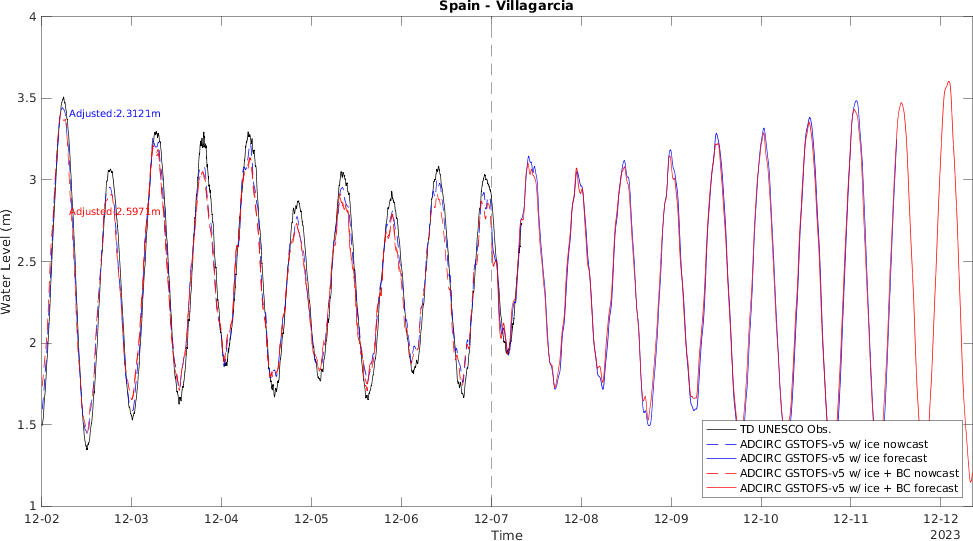 Spain - Villagarcia
4
3.5
3
2.5
2
1.5
1
Water Level (m)
Adjusted:2.3121m
Adjusted:2.5971m
TD UNESCO Obs.
ADCIRC GSTOFS-v5 w/ ice nowcast
ADCIRC GSTOFS-v5 w/ ice forecast
ADCIRC GSTOFS-v5 w/ ice + BC nowcast
ADCIRC GSTOFS-v5 w/ ice + BC forecast
12-02 12-03 12-04 12-05 12-06 12-07 12-08 12-09 12-10 12-11 12-12
2023
Time